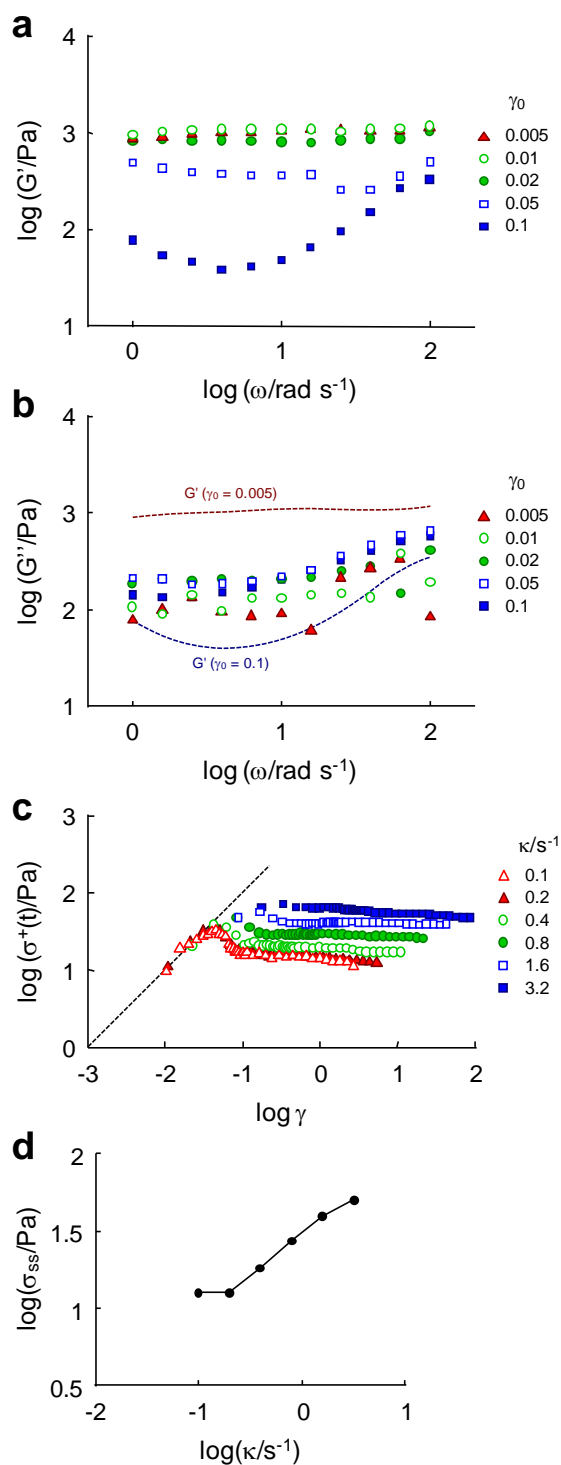 a
4
3
2
1
log (G'/Pa)
0 1 2
log (ω/rad s⁻¹)
γ₀
0.005
0.01
0.02
0.05
0.1
b
4
3
2
1
log (G''/Pa)
G' (γ₀ = 0.005)
G' (γ₀ = 0.1)
0 1 2
log (ω/rad s⁻¹)
γ₀
0.005
0.01
0.02
0.05
0.1
c
3
2
1
0
log (σ⁺(t)/Pa)
-3 -2 -1 0 1 2
log γ
κ/s⁻¹
0.1
0.2
0.4
0.8
1.6
3.2
d
2
1.5
1
0.5
log(σss/Pa)
-2 -1 0 1
log(κ/s⁻¹)